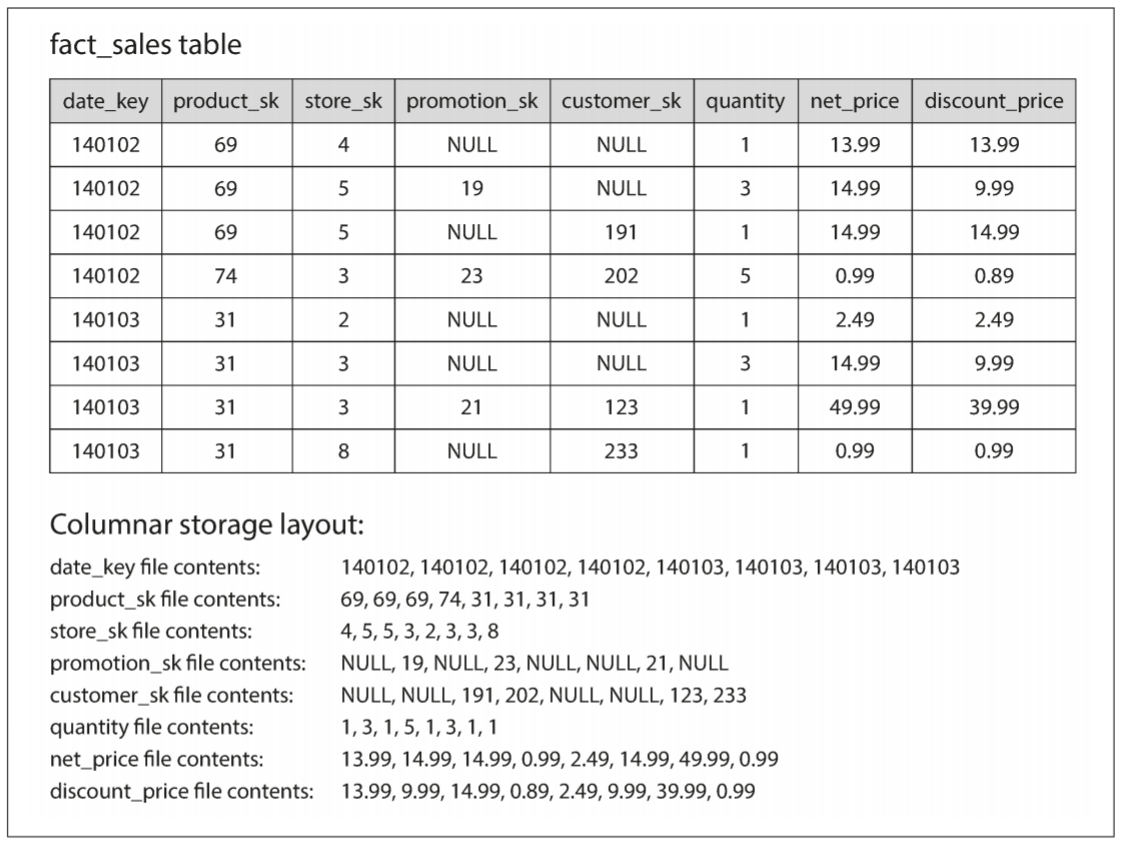 fact_sales table
date_key product_sk store_sk promotion_sk customer_sk quantity net_price discount_price
140102 69 4 NULL NULL 1 13.99 13.99
140102 69 5 19 NULL 3 14.99 9.99
140102 69 5 NULL 191 1 14.99 14.99
140102 74 3 23 202 5 0.99 0.89
140103 31 2 NULL NULL 1 2.49 2.49
140103 31 3 NULL NULL 3 14.99 9.99
140103 31 3 21 123 1 49.99 39.99
140103 31 8 NULL 233 1 0.99 0.99
Columnar storage layout:
date_key file contents: 140102, 140102, 140102, 140102, 140103, 140103, 140103, 140103
product_sk file contents: 69, 69, 69, 74, 31, 31, 31, 31
store_sk file contents: 4, 5, 5, 3, 2, 3, 3, 8
promotion_sk file contents: NULL, 19, NULL, 23, NULL, NULL, 21, NULL
customer_sk file contents: NULL, NULL, 191, 202, NULL, NULL, 123, 233
quantity file contents: 1, 3, 1, 5, 1, 3, 1, 1
net_price file contents: 13.99, 14.99, 14.99, 0.99, 2.49, 14.99, 49.99, 0.99
discount_price file contents: 13.99, 9.99, 14.99, 0.89, 2.49, 9.99, 39.99, 0.99